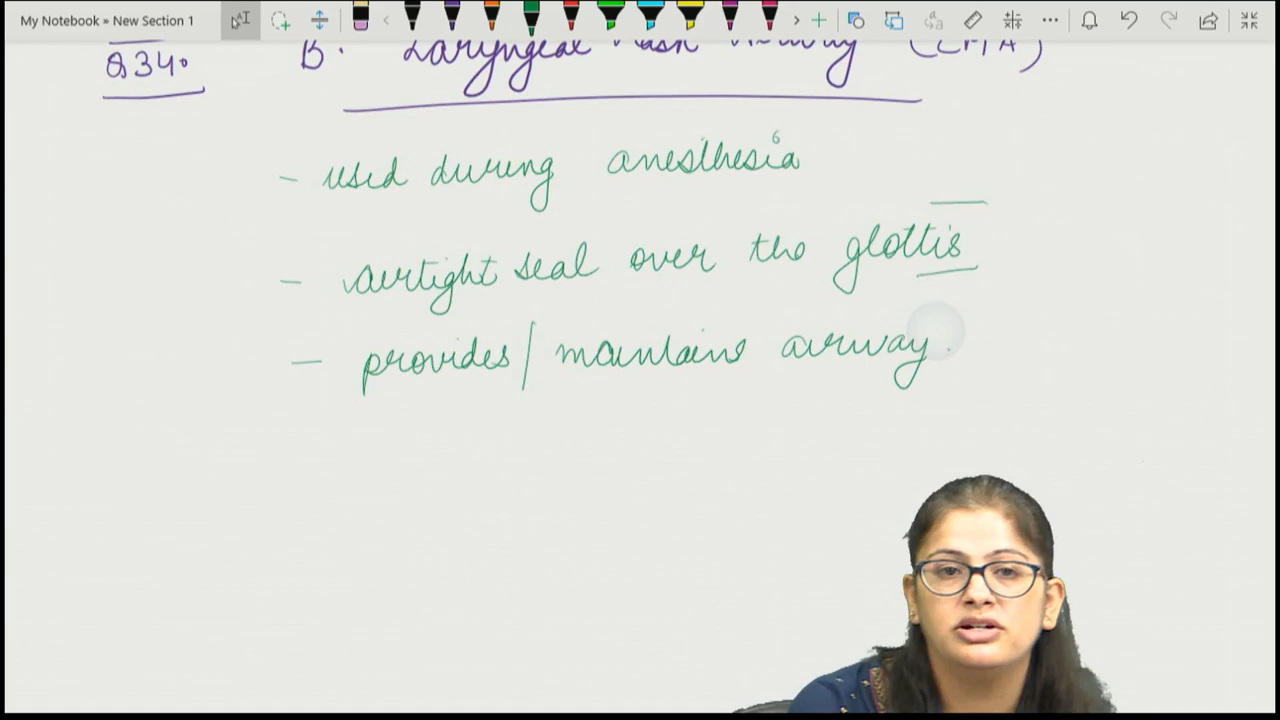 My Notebook » New Section 1
Q34. B. Laryngeal Mask Airway (LMA)
- used during anesthesia
- airtight seal over the glottis
- provides/maintains airway.